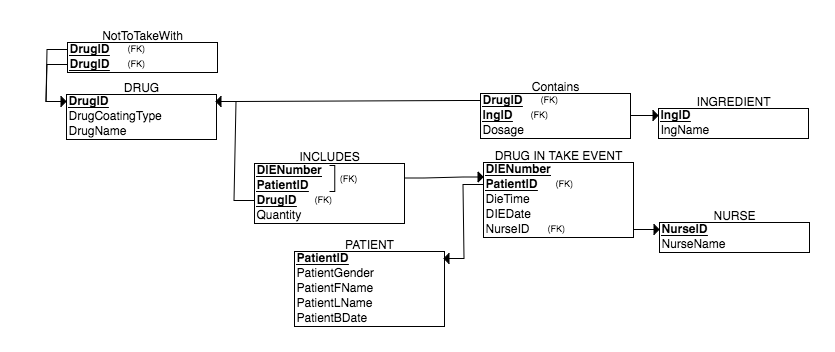 NotToTakeWith
DrugID (FK)
DrugID (FK)
DRUG
DrugID
DrugCoatingType
DrugName
Contains
DrugID (FK)
IngID (FK)
Dosage
INGREDIENT
IngID
IngName
INCLUDES
DIENumber
PatientID
(FK)
DrugID (FK)
Quantity
DRUG IN TAKE EVENT
DIENumber
PatientID (FK)
DieTime
DIEDate
NurseID (FK)
NURSE
NurseID
NurseName
PATIENT
PatientID
PatientGender
PatientFName
PatientLName
PatientBDate